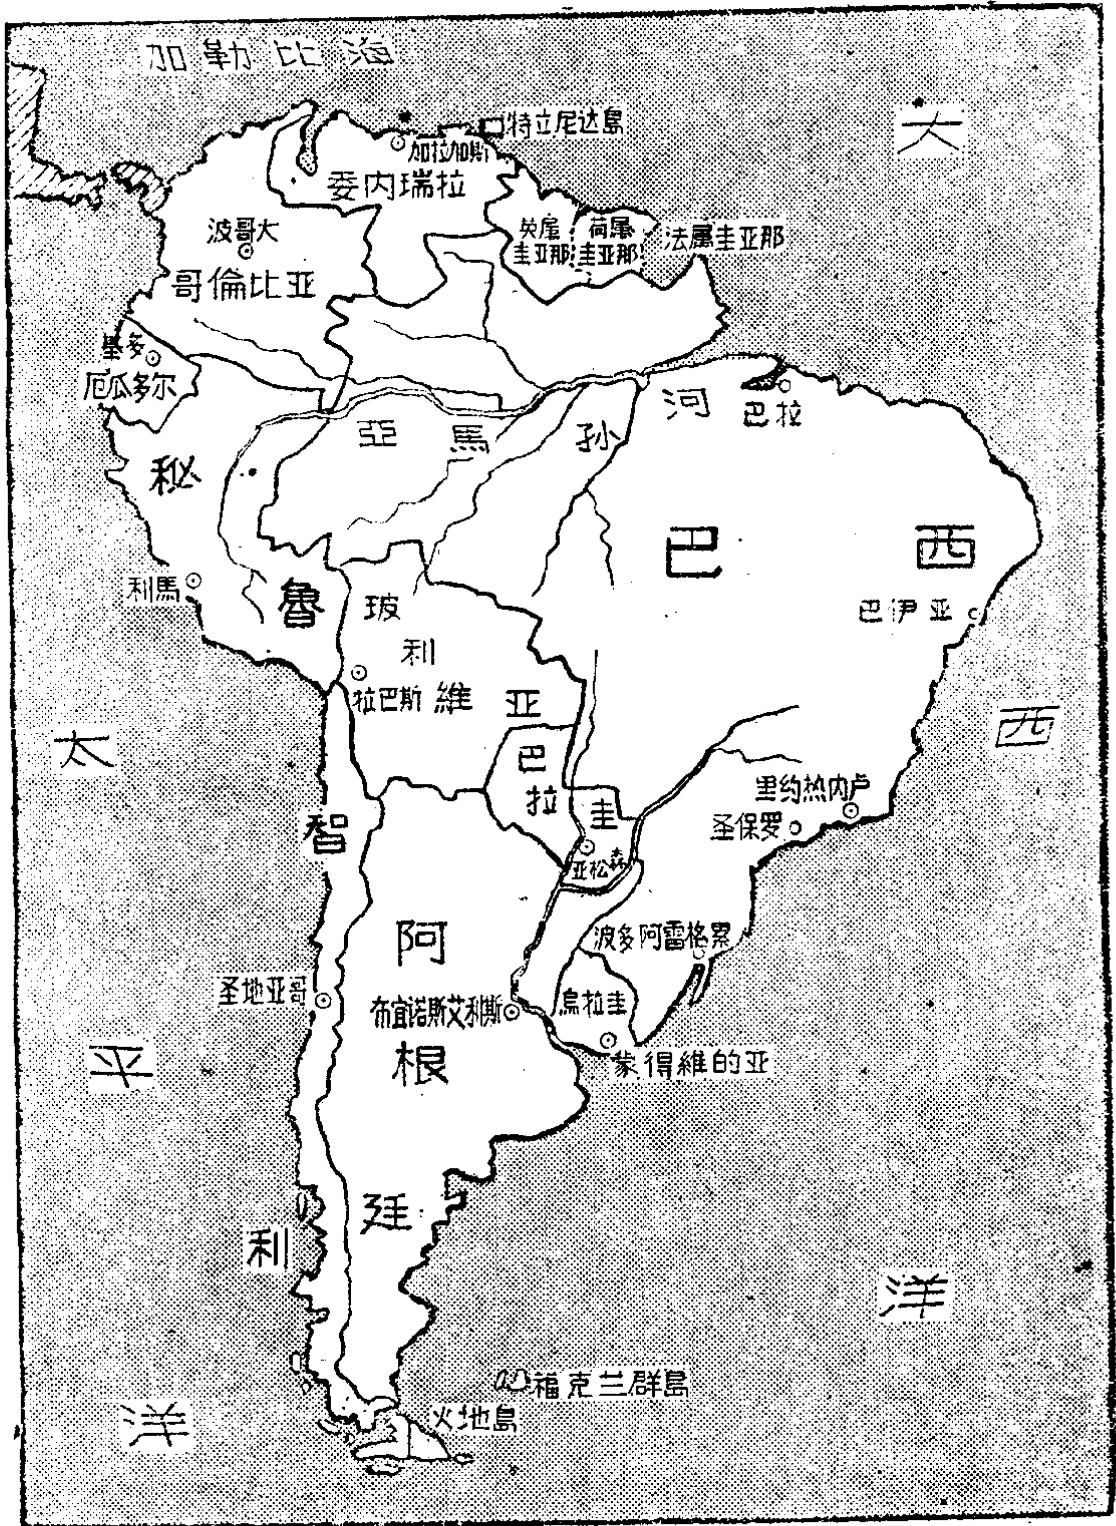 加勒比海
大西洋
特立尼达島
加拉加斯
委内瑞拉
英属圭亚那
荷属圭亚那
法属圭亚那
波哥大
哥倫比亚
基多
厄瓜多尔
亞馬孙河
巴拉
秘魯
利馬
巴西
巴伊亚
玻利維亚
拉巴斯
太平洋
巴拉圭
亚松森
里约热内卢
圣保罗
智利
阿根廷
波多阿雷格累
圣地亚哥
布宜诺斯艾利斯
烏拉圭
蒙得維的亚
福克兰群島
火地島